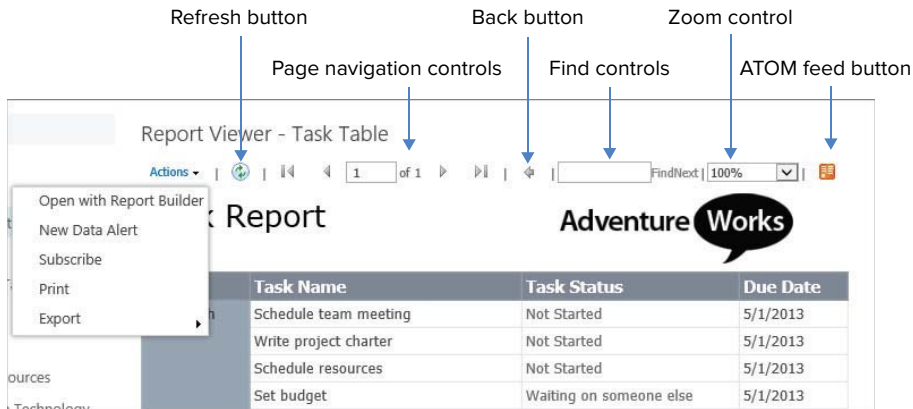 Refresh button Back button Zoom control
Page navigation controls Find controls ATOM feed button
Report Viewer - Task Table
Actions | | 1 of 1 | | FindNext | 100% |
Open with Report Builder
New Data Alert
Subscribe
Print
Export
Report
Adventure Works
Task Name Task Status Due Date
Schedule team meeting Not Started 5/1/2013
Write project charter Not Started 5/1/2013
Schedule resources Not Started 5/1/2013
Set budget Waiting on someone else 5/1/2013
ources
Technology